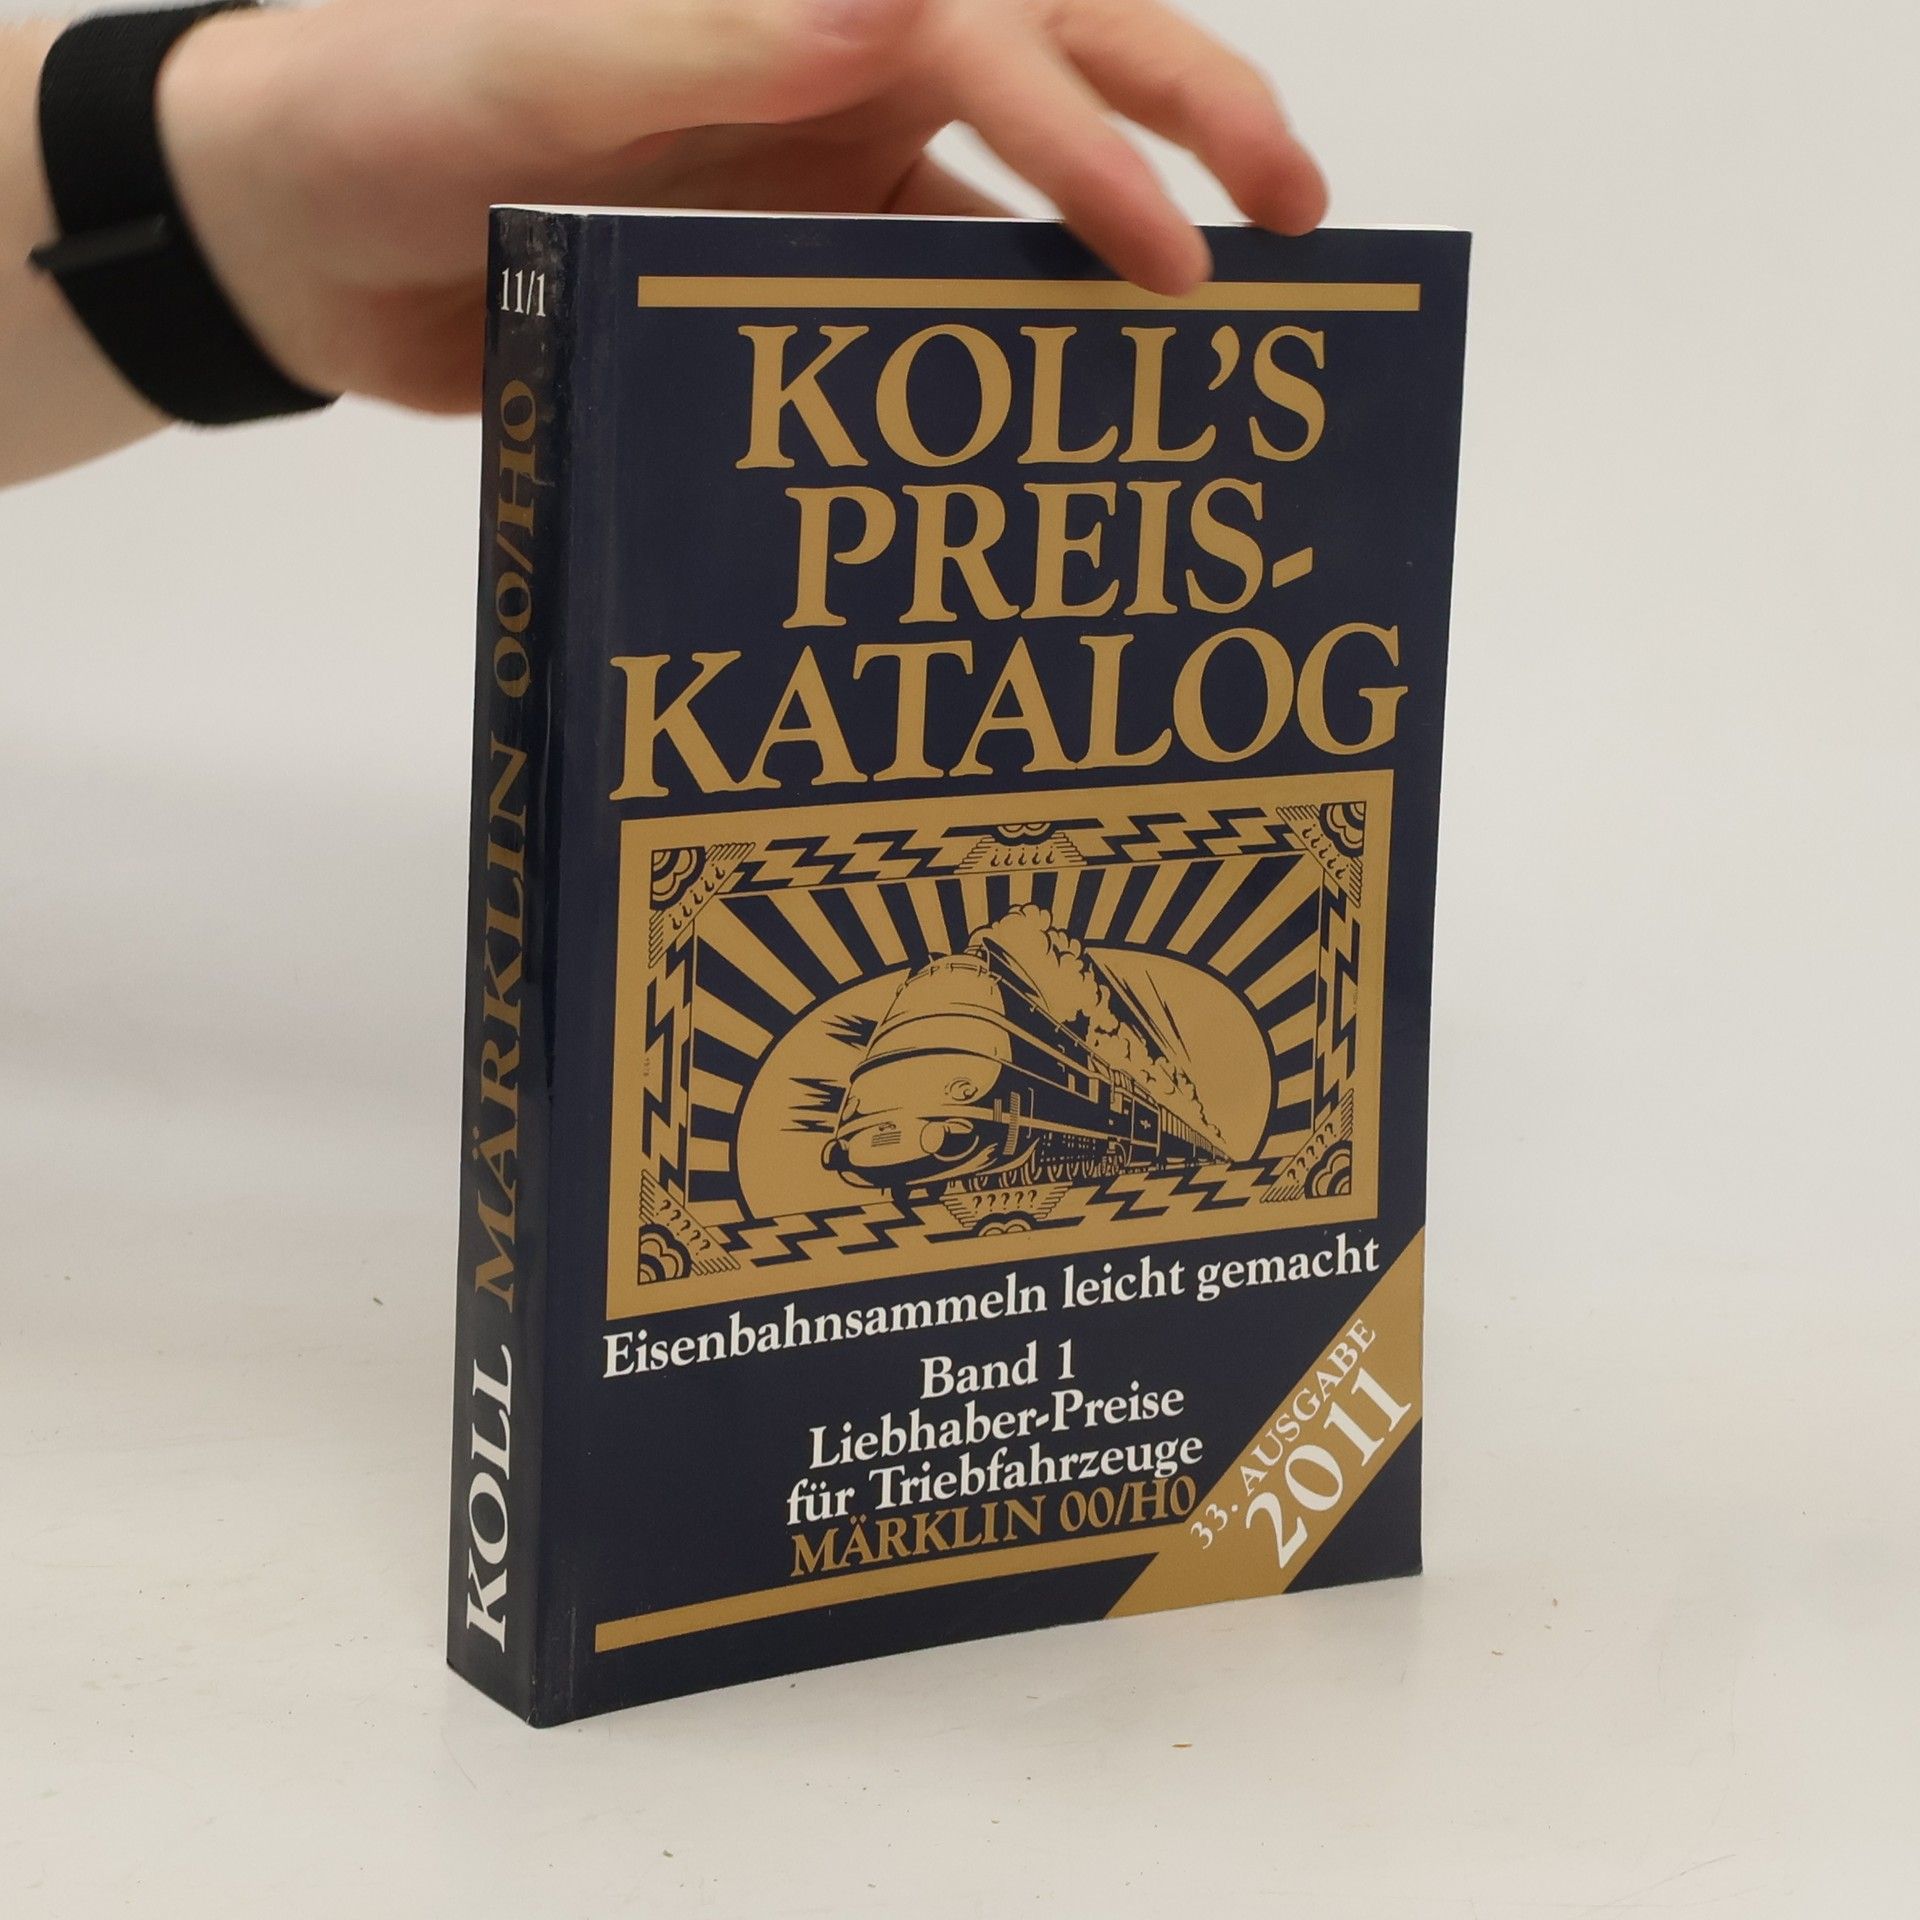 11/1
KOLL MÄRKLIN 00/H0
KOLL'S
PREIS-
KATALOG
Eisenbahnsammeln leicht gemacht
Band 1
Liebhaber-Preise
für Triebfahrzeuge
MÄRKLIN 00/H0
33. AUSGABE
2011